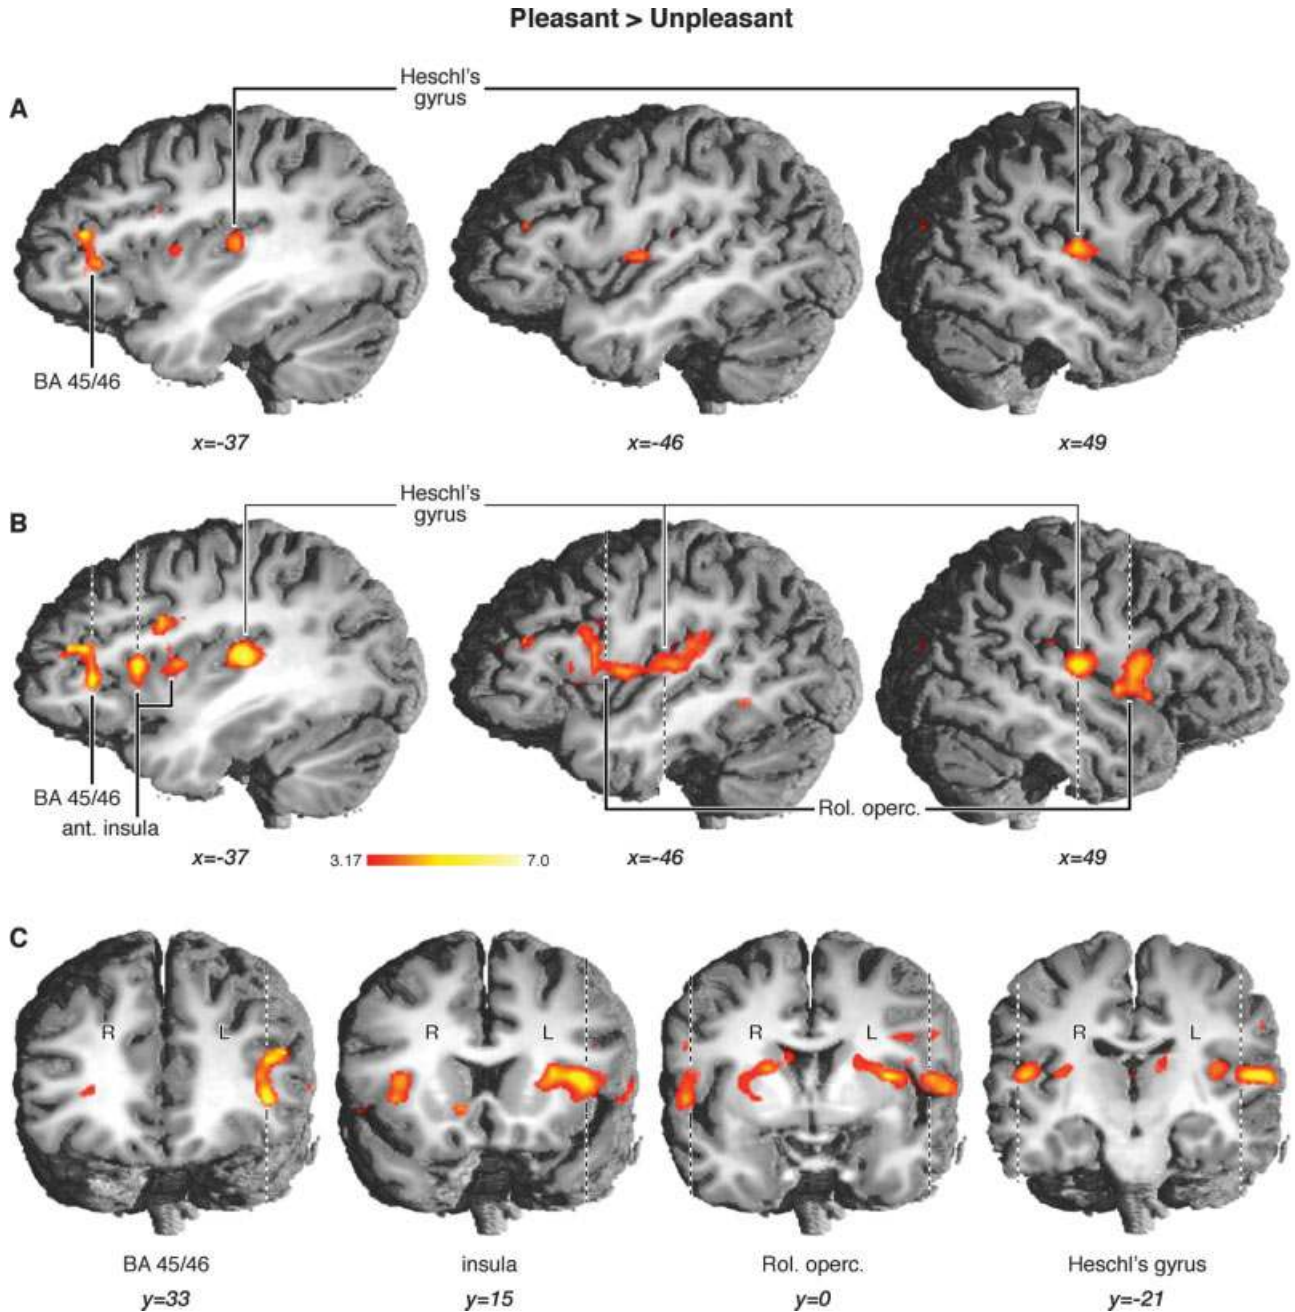 Pleasant > Unpleasant
Heschl's
gyrus
A
BA 45/46
x=-37
x=-46
x=49
Heschl's
gyrus
B
BA 45/46
ant. insula
Rol. operc.
x=-37
3.17
7.0
x=-46
x=49
C
R
L
R
L
R
L
R
L
BA 45/46
insula
Rol. operc.
Heschl's gyrus
y=33
y=15
y=0
y=-21